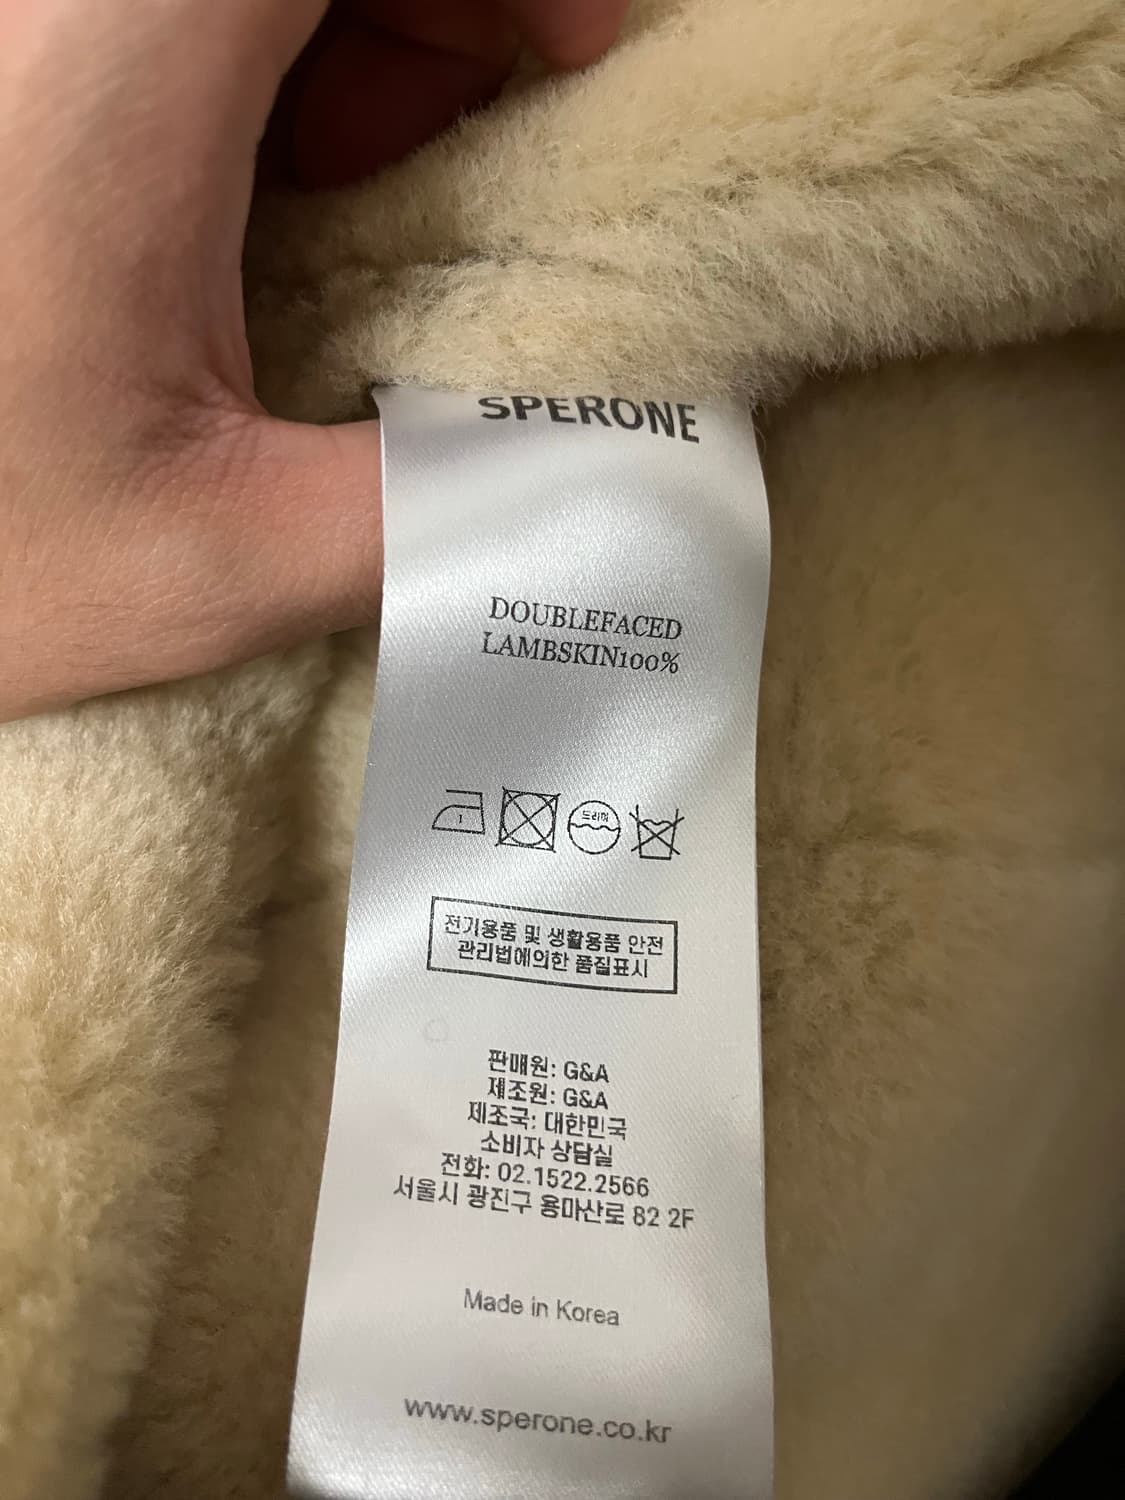 SPERONE
DOUBLEFACED
LAMBSKIN100%
1
드라이
전기용품 및 생활용품 안전
관리법에의한 품질표시
판매원: G&A
제조원: G&A
제조국: 대한민국
소비자 상담실
전화: 02.1522.2566
서울시 광진구 용마산로 82 2F
Made in Korea
www.sperone.co.kr